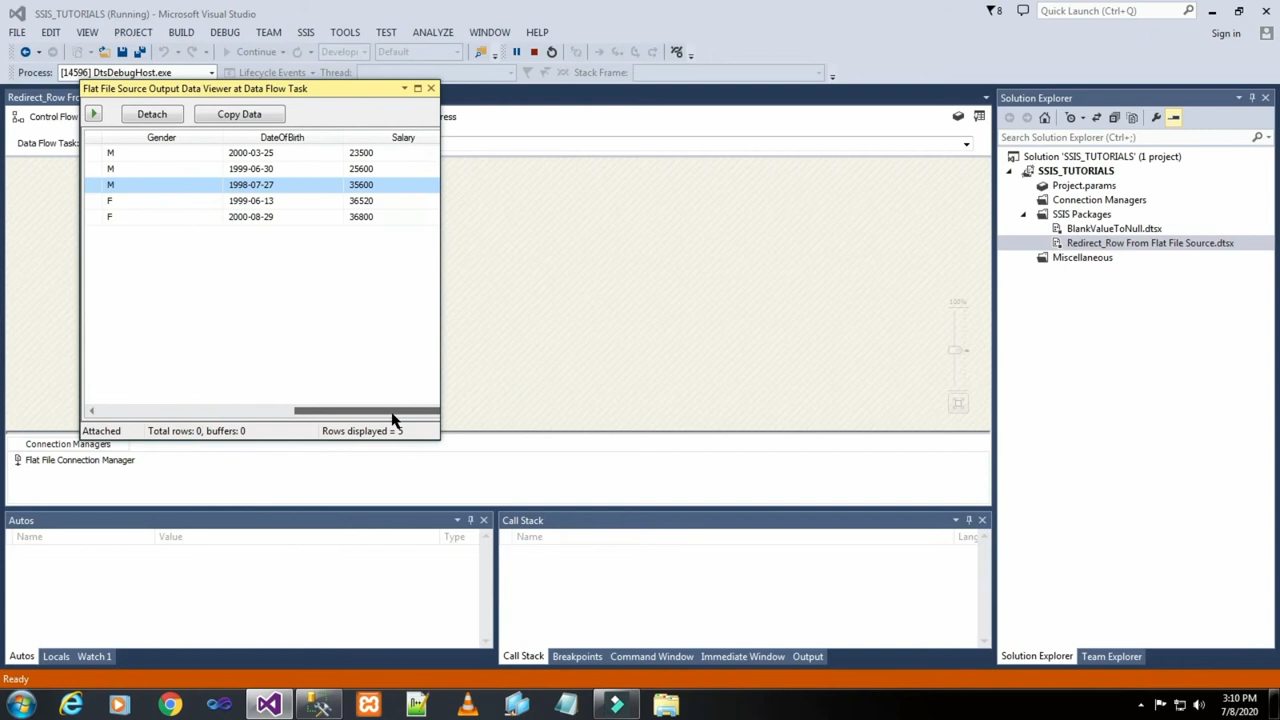 SSIS_TUTORIALS (Running) - Microsoft Visual Studio
8
Quick Launch (Ctrl+Q)
FILE EDIT VIEW PROJECT BUILD DEBUG TEAM SSIS TOOLS TEST ANALYZE WINDOW HELP
Sign in
Continue Developi Default
Process: [14596] DtsDebugHost.exe Lifecycle Events Thread: Stack Frame:
Redirect_Row Fro
Flat File Source Output Data Viewer at Data Flow Task
Detach Copy Data
Control Flow
ess
Data Flow Task:
Gender DateOfBirth Salary
M 2000-03-25 23500
M 1999-06-30 25600
M 1998-07-27 35600
F 1999-06-13 36520
F 2000-08-29 36800
Attached Total rows: 0, buffers: 0 Rows displayed = 5
100%
Connection Managers
Flat File Connection Manager
Autos
Name Value Type
Call Stack
Name Lang
Autos Locals Watch 1
Call Stack Breakpoints Command Window Immediate Window Output
Solution Explorer
Search Solution Explorer (Ctrl+;)
Solution 'SSIS_TUTORIALS' (1 project)
SSIS_TUTORIALS
Project.params
Connection Managers
SSIS Packages
BlankValueToNull.dtsx
Redirect_Row From Flat File Source.dtsx
Miscellaneous
Solution Explorer Team Explorer
Ready
3:10 PM
7/8/2020